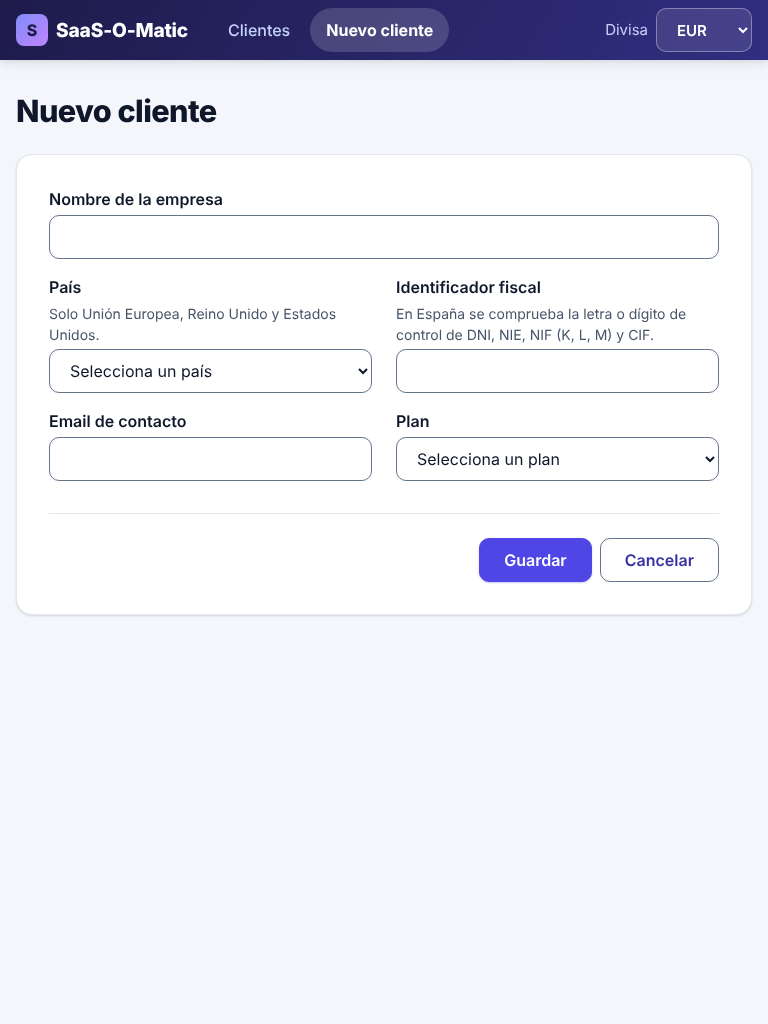 S SaaS-O-Matic Clientes Nuevo cliente Divisa EUR
Nuevo cliente
Nombre de la empresa
País
Solo Unión Europea, Reino Unido y Estados
Unidos.
Selecciona un país
Identificador fiscal
En España se comprueba la letra o dígito de
control de DNI, NIE, NIF (K, L, M) y CIF.
Email de contacto
Plan
Selecciona un plan
Guardar Cancelar